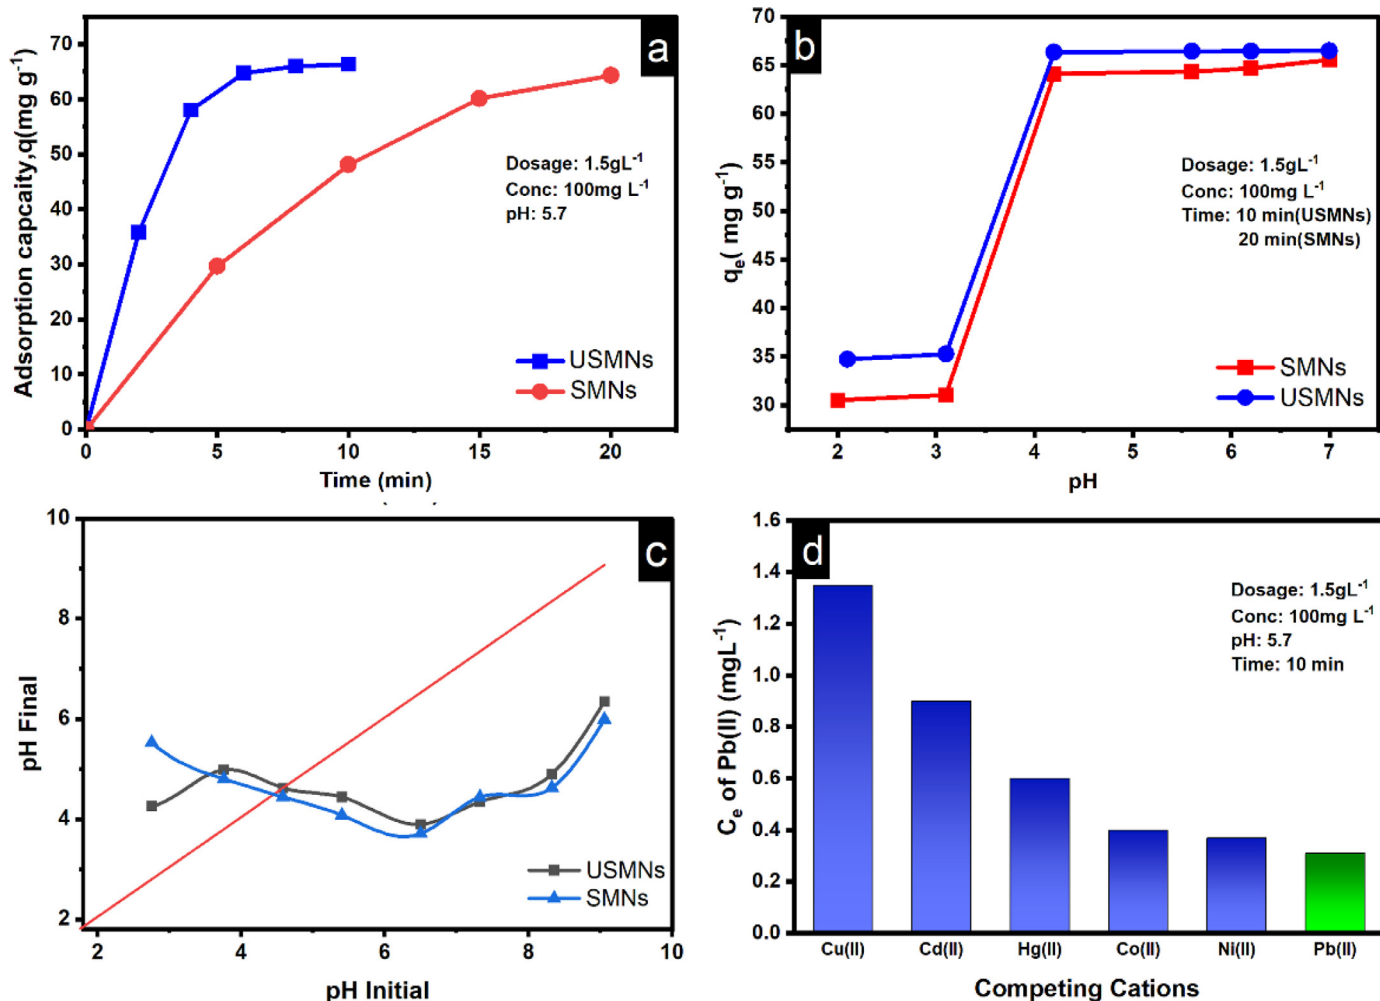 a
70
60
50
40
30
20
10
0
Adsorption capcaity,q(mg g⁻¹)
Dosage: 1.5gL⁻¹
Conc: 100mg L⁻¹
pH: 5.7
USMNs
SMNs
0 5 10 15 20
Time (min)
b
70
65
60
55
50
45
40
35
30
qₑ( mg g⁻¹)
Dosage: 1.5gL⁻¹
Conc: 100mg L⁻¹
Time: 10 min(USMNs)
20 min(SMNs)
SMNs
USMNs
2 3 4 5 6 7
pH
c
10
8
6
4
2
pH Final
USMNs
SMNs
2 4 6 8 10
pH Initial
d
1.6
1.4
1.2
1.0
0.8
0.6
0.4
0.2
0.0
Cₑ of Pb(II) (mgL⁻¹)
Dosage: 1.5gL⁻¹
Conc: 100mg L⁻¹
pH: 5.7
Time: 10 min
Cu(II) Cd(II) Hg(II) Co(II) Ni(II) Pb(II)
Competing Cations